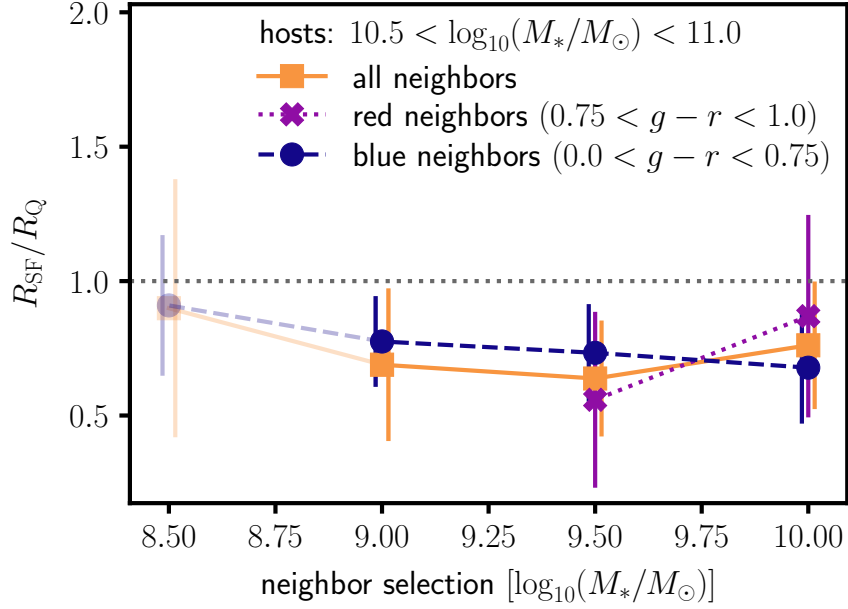 hosts: 10.5 < log₁₀(M∗/M⊙) < 11.0
all neighbors
red neighbors (0.75 < g − r < 1.0)
blue neighbors (0.0 < g − r < 0.75)
R_SF/R_Q
2.0
1.5
1.0
0.5
8.50 8.75 9.00 9.25 9.50 9.75 10.00
neighbor selection [log₁₀(M∗/M⊙)]